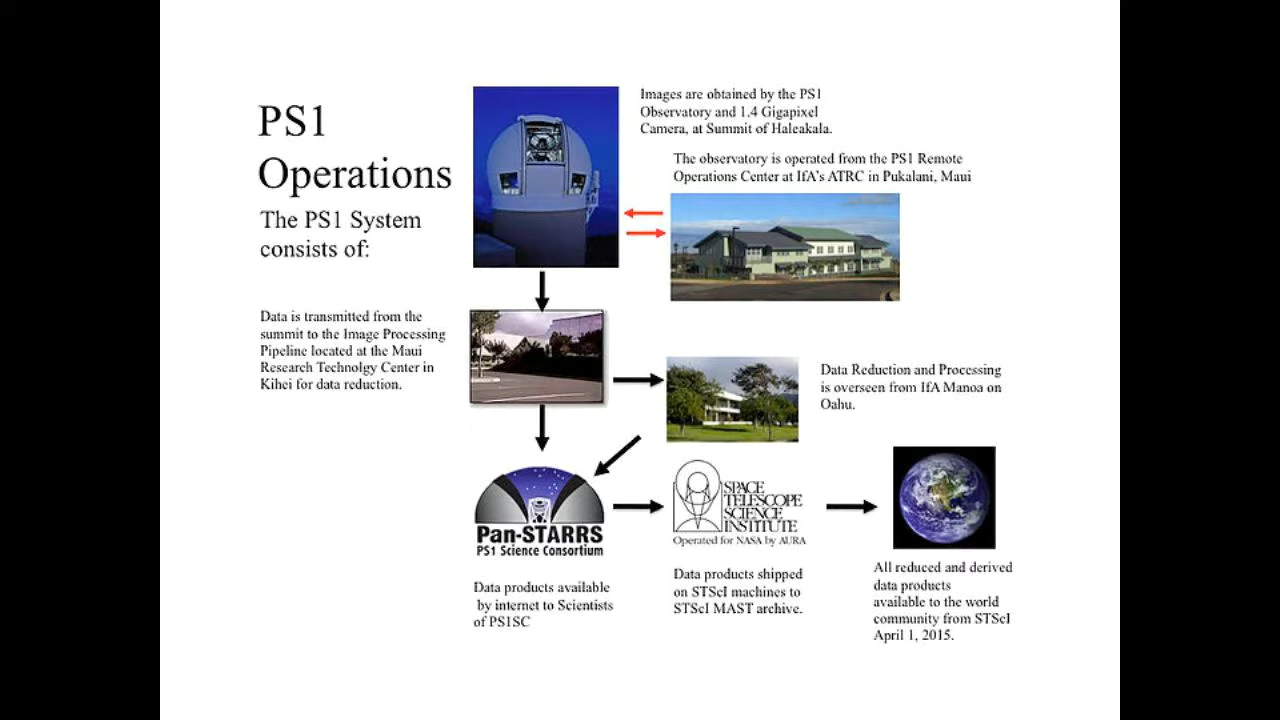 PS1
Operations
The PS1 System
consists of:
Images are obtained by the PS1
Observatory and 1.4 Gigapixel
Camera, at Summit of Haleakala.
The observatory is operated from the PS1 Remote
Operations Center at IfA's ATRC in Pukalani, Maui
Data is transmitted from the
summit to the Image Processing
Pipeline located at the Maui
Research Technolgy Center in
Kihei for data reduction.
Data Reduction and Processing
is overseen from IfA Manoa on
Oahu.
Pan-STARRS
PS1 Science Consortium
Data products available
by internet to Scientists
of PS1SC
SPACE
TELESCOPE
SCIENCE
INSTITUTE
Operated for NASA by AURA
Data products shipped
on STScI machines to
STScI MAST archive.
All reduced and derived
data products
available to the world
community from STScI
April 1, 2015.